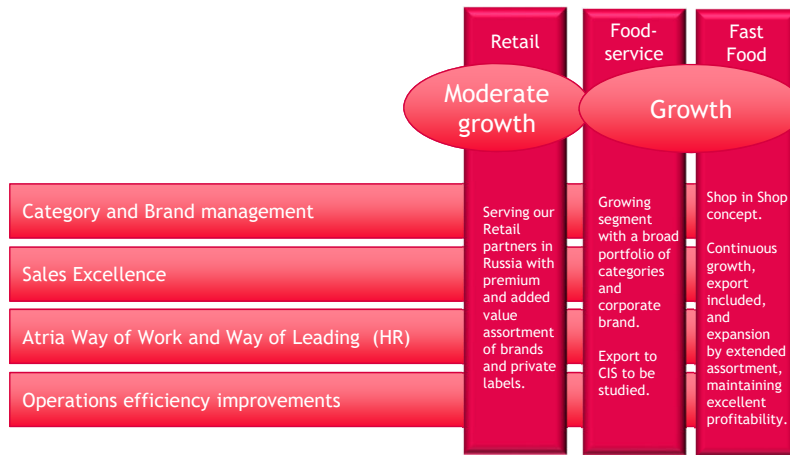 Retail
Food-
service
Fast
Food
Moderate
growth
Growth
Category and Brand management
Sales Excellence
Atria Way of Work and Way of Leading (HR)
Operations efficiency improvements
Serving our
Retail
partners in
Russia with
premium
and added
value
assortment
of brands
and private
labels.
Growing
segment
with a broad
portfolio of
categories
and
corporate
brand.
Export to
CIS to be
studied.
Shop in Shop
concept.
Continuous
growth,
export
included,
and
expansion
by extended
assortment,
maintaining
excellent
profitability.